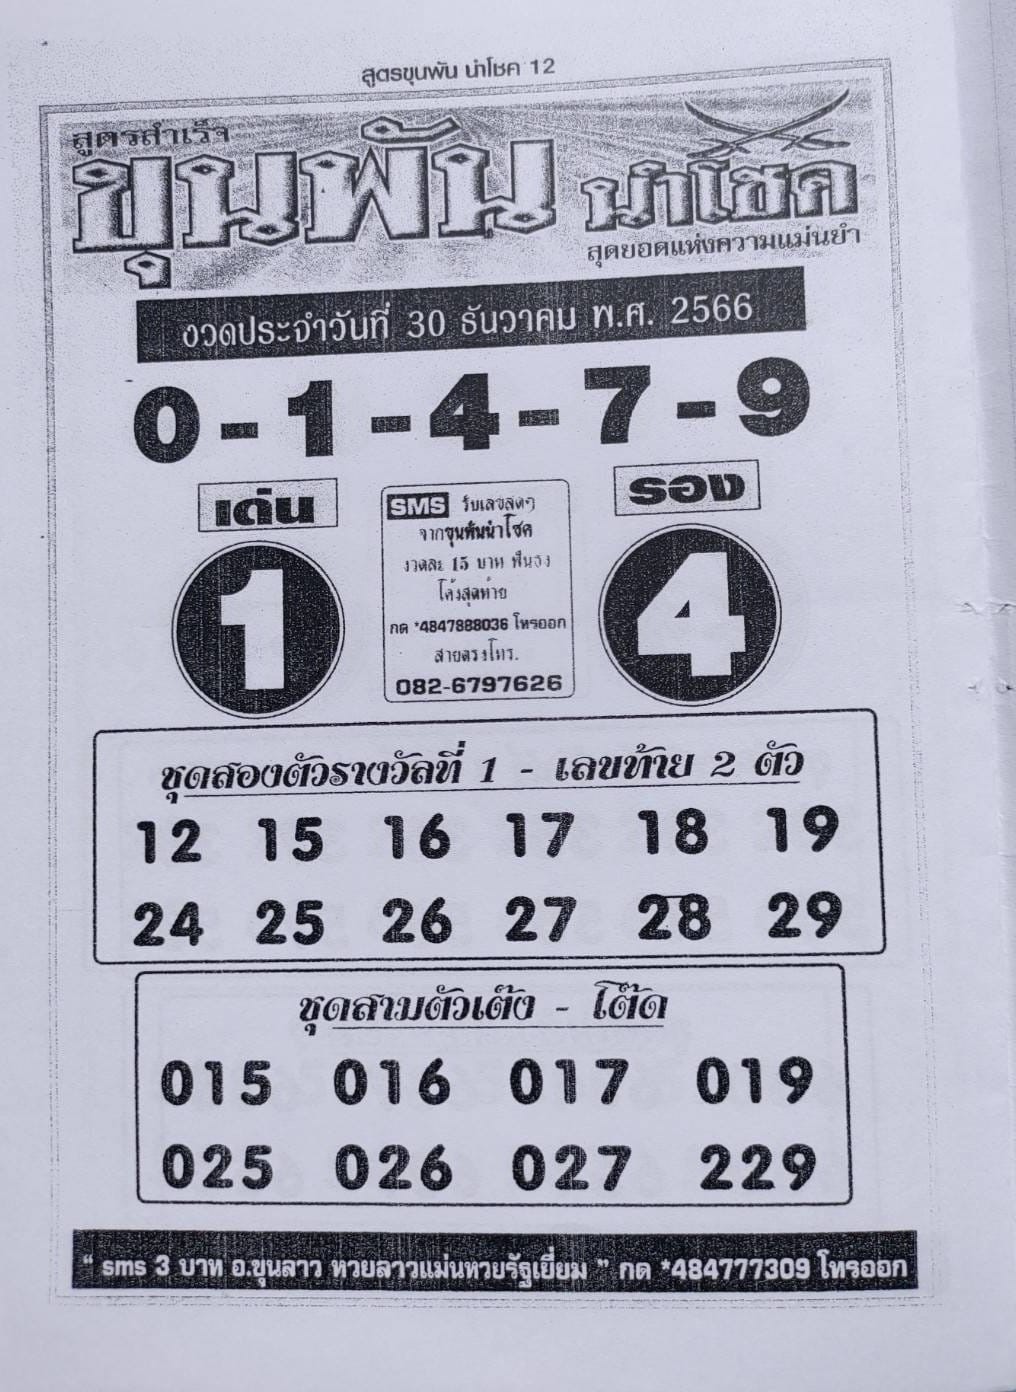 สูตรขุนพัน นำโชค 12
สูตรสำเร็จ
ขุนพัน นำโชค
สุดยอดแห่งความแม่นยำ
งวดประจำวันที่ 30 ธันวาคม พ.ศ. 2566
0 - 1 - 4 - 7 - 9
เด่น
1
SMS รับเลขสดๆ
จากขุนพันนำโชค
งวดละ 15 บาท ฟันธง
โค้งสุดท้าย
กด *4847888036 โทรออก
สายตรงโทร.
082-6797626
รอง
4
ชุดสองตัวรางวัลที่ 1 - เลขท้าย 2 ตัว
12 15 16 17 18 19
24 25 26 27 28 29
ชุดสามตัวเต๊ง - โต๊ด
015 016 017 019
025 026 027 229
“ sms 3 บาท อ.ขุนลาว หวยลาวแม่นหวยรัฐเยี่ยม ” กด *484777309 โทรออก